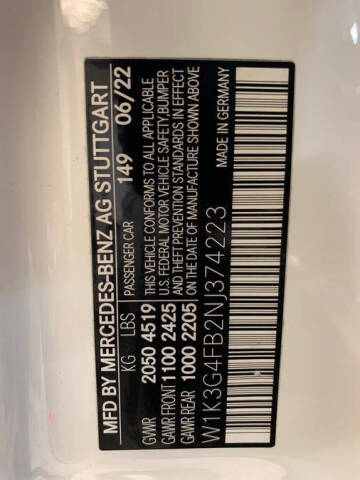 MFD BY MERCEDES-BENZ AG STUTTGART
KG LBS PASSENGER CAR 149 06/22
GVWR 2050 4519
GAWR FRONT 1100 2425
GAWR REAR 1000 2205
THIS VEHICLE CONFORMS TO ALL APPLICABLE
U.S. FEDERAL MOTOR VEHICLE SAFETY, BUMPER
AND THEFT PREVENTION STANDARDS IN EFFECT
ON THE DATE OF MANUFACTURE SHOWN ABOVE
W1K3G4FB2NJ374223 MADE IN GERMANY